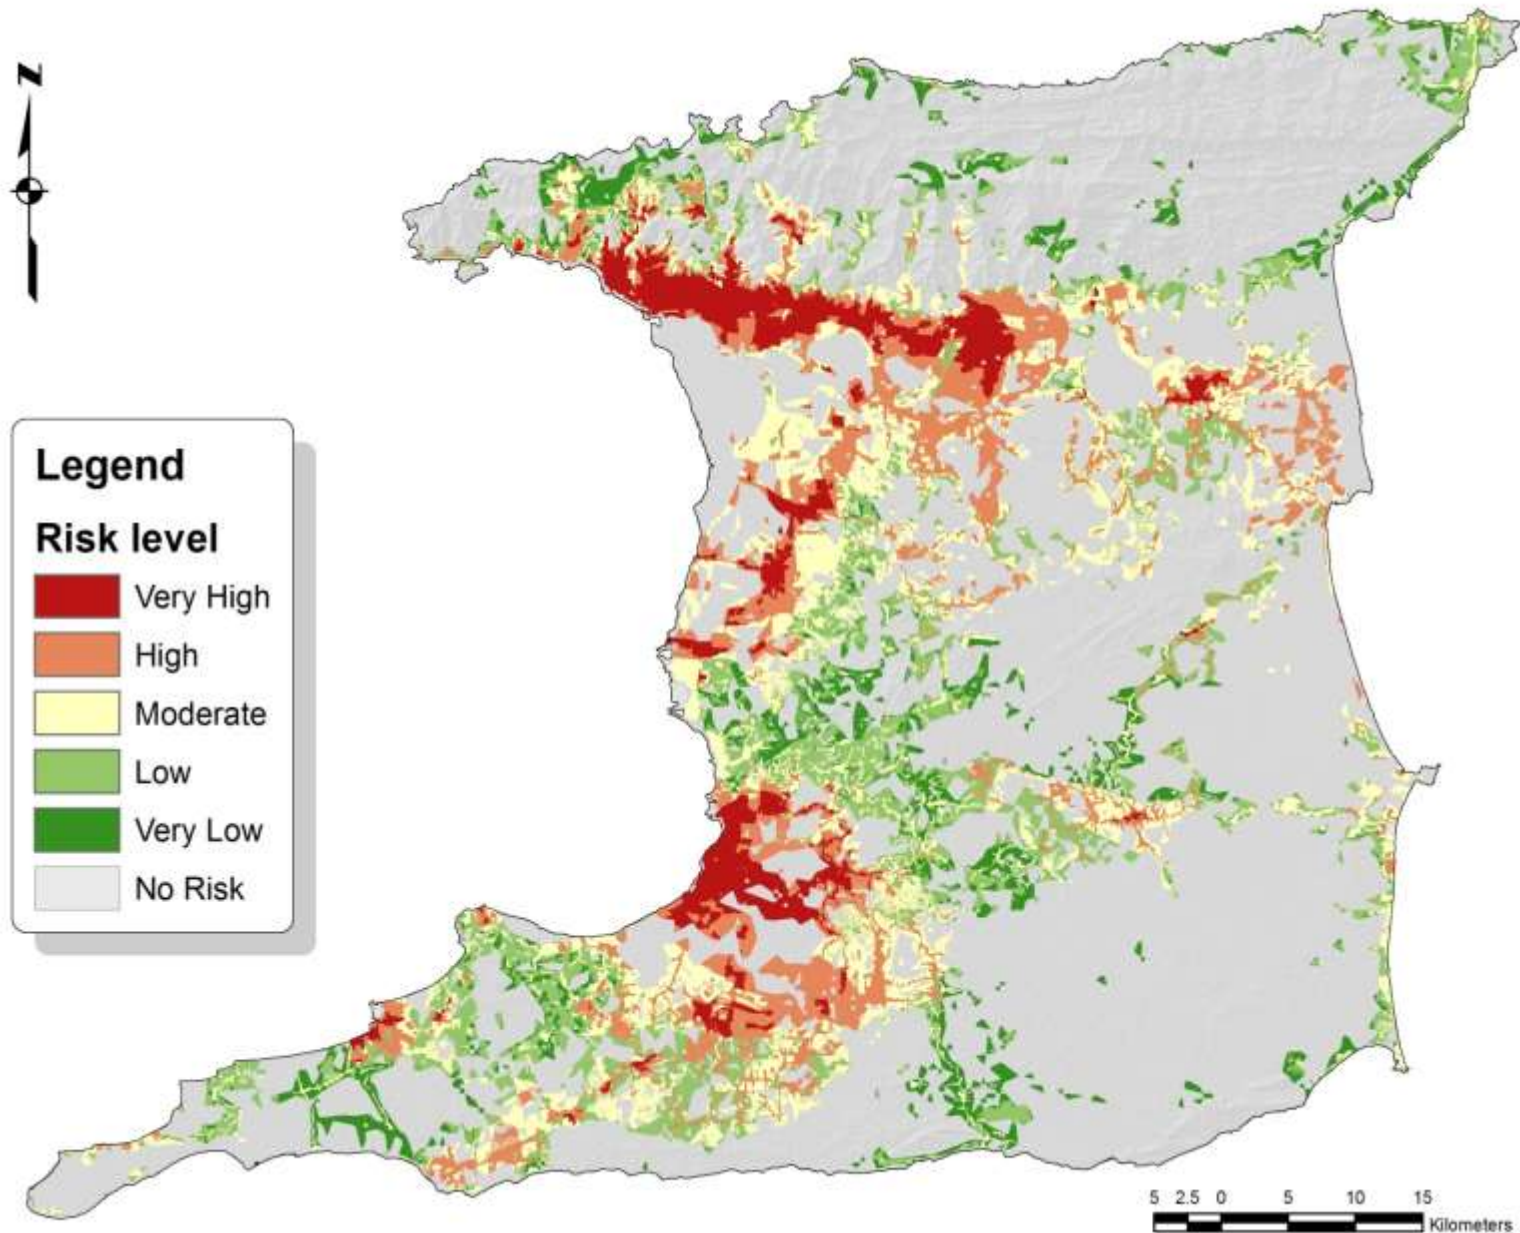 N
Legend
Risk level
Very High
High
Moderate
Low
Very Low
No Risk
5 2.5 0 5 10 15
Kilometers